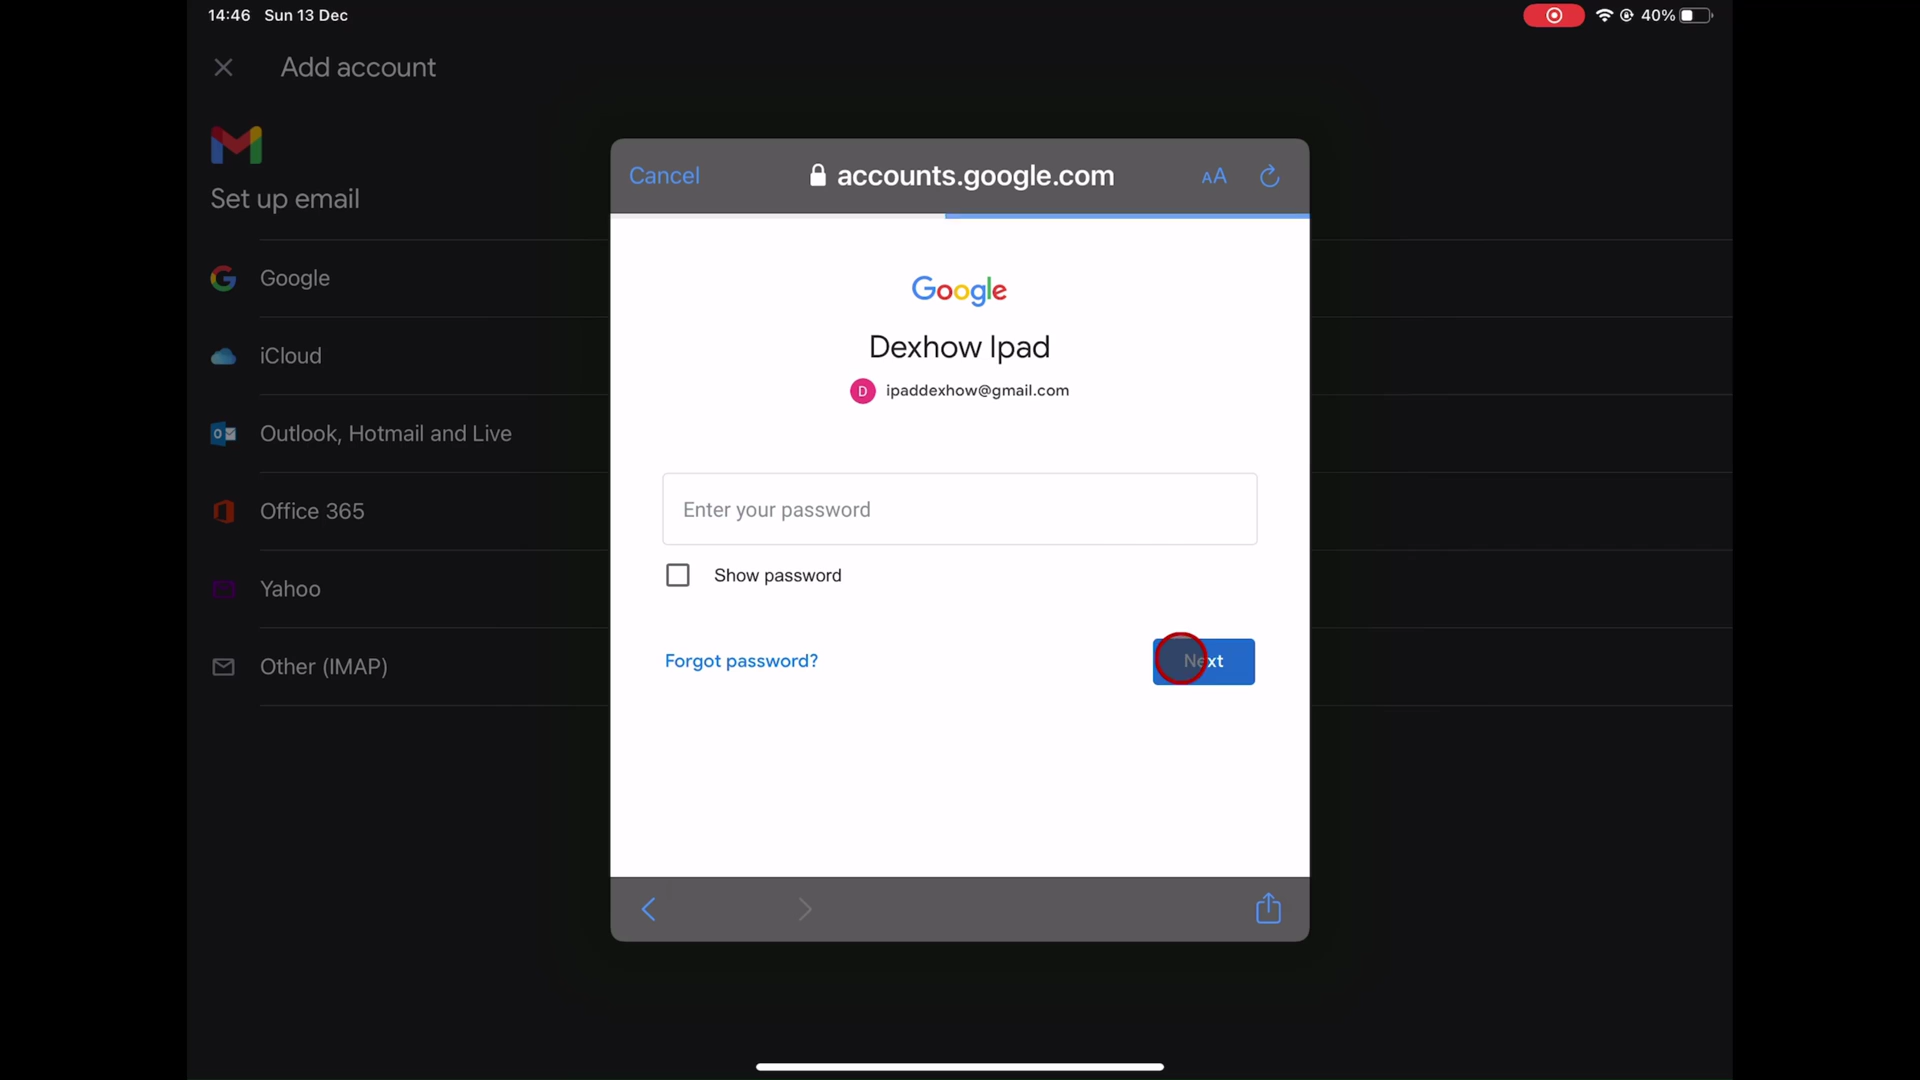 14:46 Sun 13 Dec
40%
Add account
Set up email
Google
iCloud
Outlook, Hotmail and Live
Office 365
Yahoo
Other (IMAP)
Cancel
accounts.google.com
AA
Google
Dexhow Ipad
D ipaddexhow@gmail.com
Enter your password
Show password
Forgot password?
Next